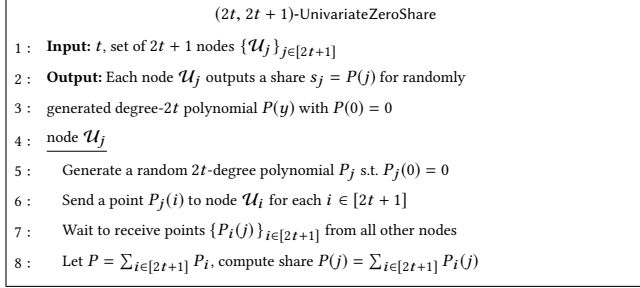 (2t, 2t + 1)-UnivariateZeroShare
1 : Input: t, set of 2t + 1 nodes {𝒰_j}_{j∈[2t+1]}
2 : Output: Each node 𝒰_j outputs a share s_j = P(j) for randomly
3 : generated degree-2t polynomial P(y) with P(0) = 0
4 : node 𝒰_j
5 : Generate a random 2t-degree polynomial P_j s.t. P_j(0) = 0
6 : Send a point P_j(i) to node 𝒰_i for each i ∈ [2t + 1]
7 : Wait to receive points {P_i(j)}_{i∈[2t+1]} from all other nodes
8 : Let P = ∑_{i∈[2t+1]} P_i, compute share P(j) = ∑_{i∈[2t+1]} P_i(j)